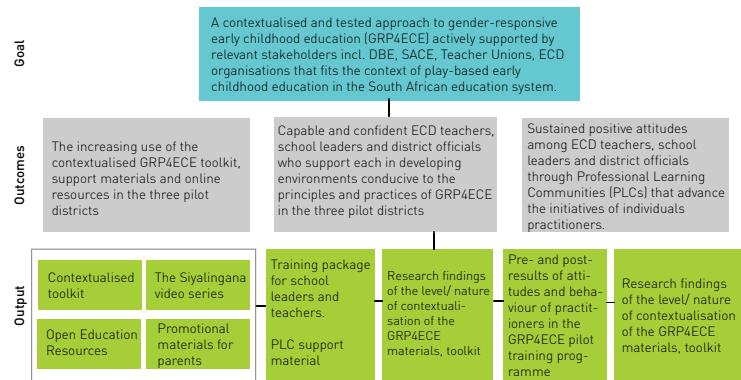 Goal
A contextualised and tested approach to gender-responsive
early childhood education (GRP4ECE) actively supported by
relevant stakeholders incl. DBE, SACE, Teacher Unions, ECD
organisations that fits the context of play-based early
childhood education in the South African education system.
Outcomes
The increasing use of the
contextualised GRP4ECE toolkit,
support materials and online
resources in the three pilot
districts
Capable and confident ECD teachers,
school leaders and district officials
who support each in developing
environments conducive to the
principles and practices of GRP4ECE
in the three pilot districts
Sustained positive attitudes
among ECD teachers, school
leaders and district officials
through Professional Learning
Communities (PLCs) that advance
the initiatives of individuals
practitioners.
Output
Contextualised
toolkit
The Siyalingana
video series
Open Education
Resources
Promotional
materials for
parents
Training package
for school
leaders and
teachers.
PLC support
material
Research findings
of the level/ nature
of contextuali-
sation of the
GRP4ECE
materials, toolkit
Pre- and post-
results of atti-
tudes and beha-
viour of practit-
ioners in the
GRP4ECE pilot
training prog-
ramme
Research findings
of the level/ nature
of contextualisation
of the GRP4ECE
materials, toolkit